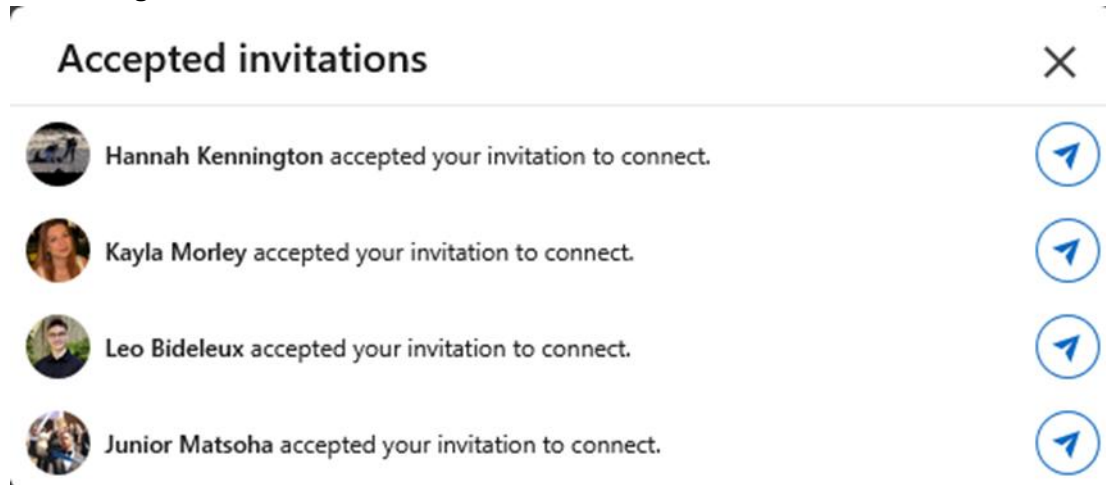 Accepted invitations
Hannah Kennington accepted your invitation to connect.
Kayla Morley accepted your invitation to connect.
Leo Bideleux accepted your invitation to connect.
Junior Matsoha accepted your invitation to connect.